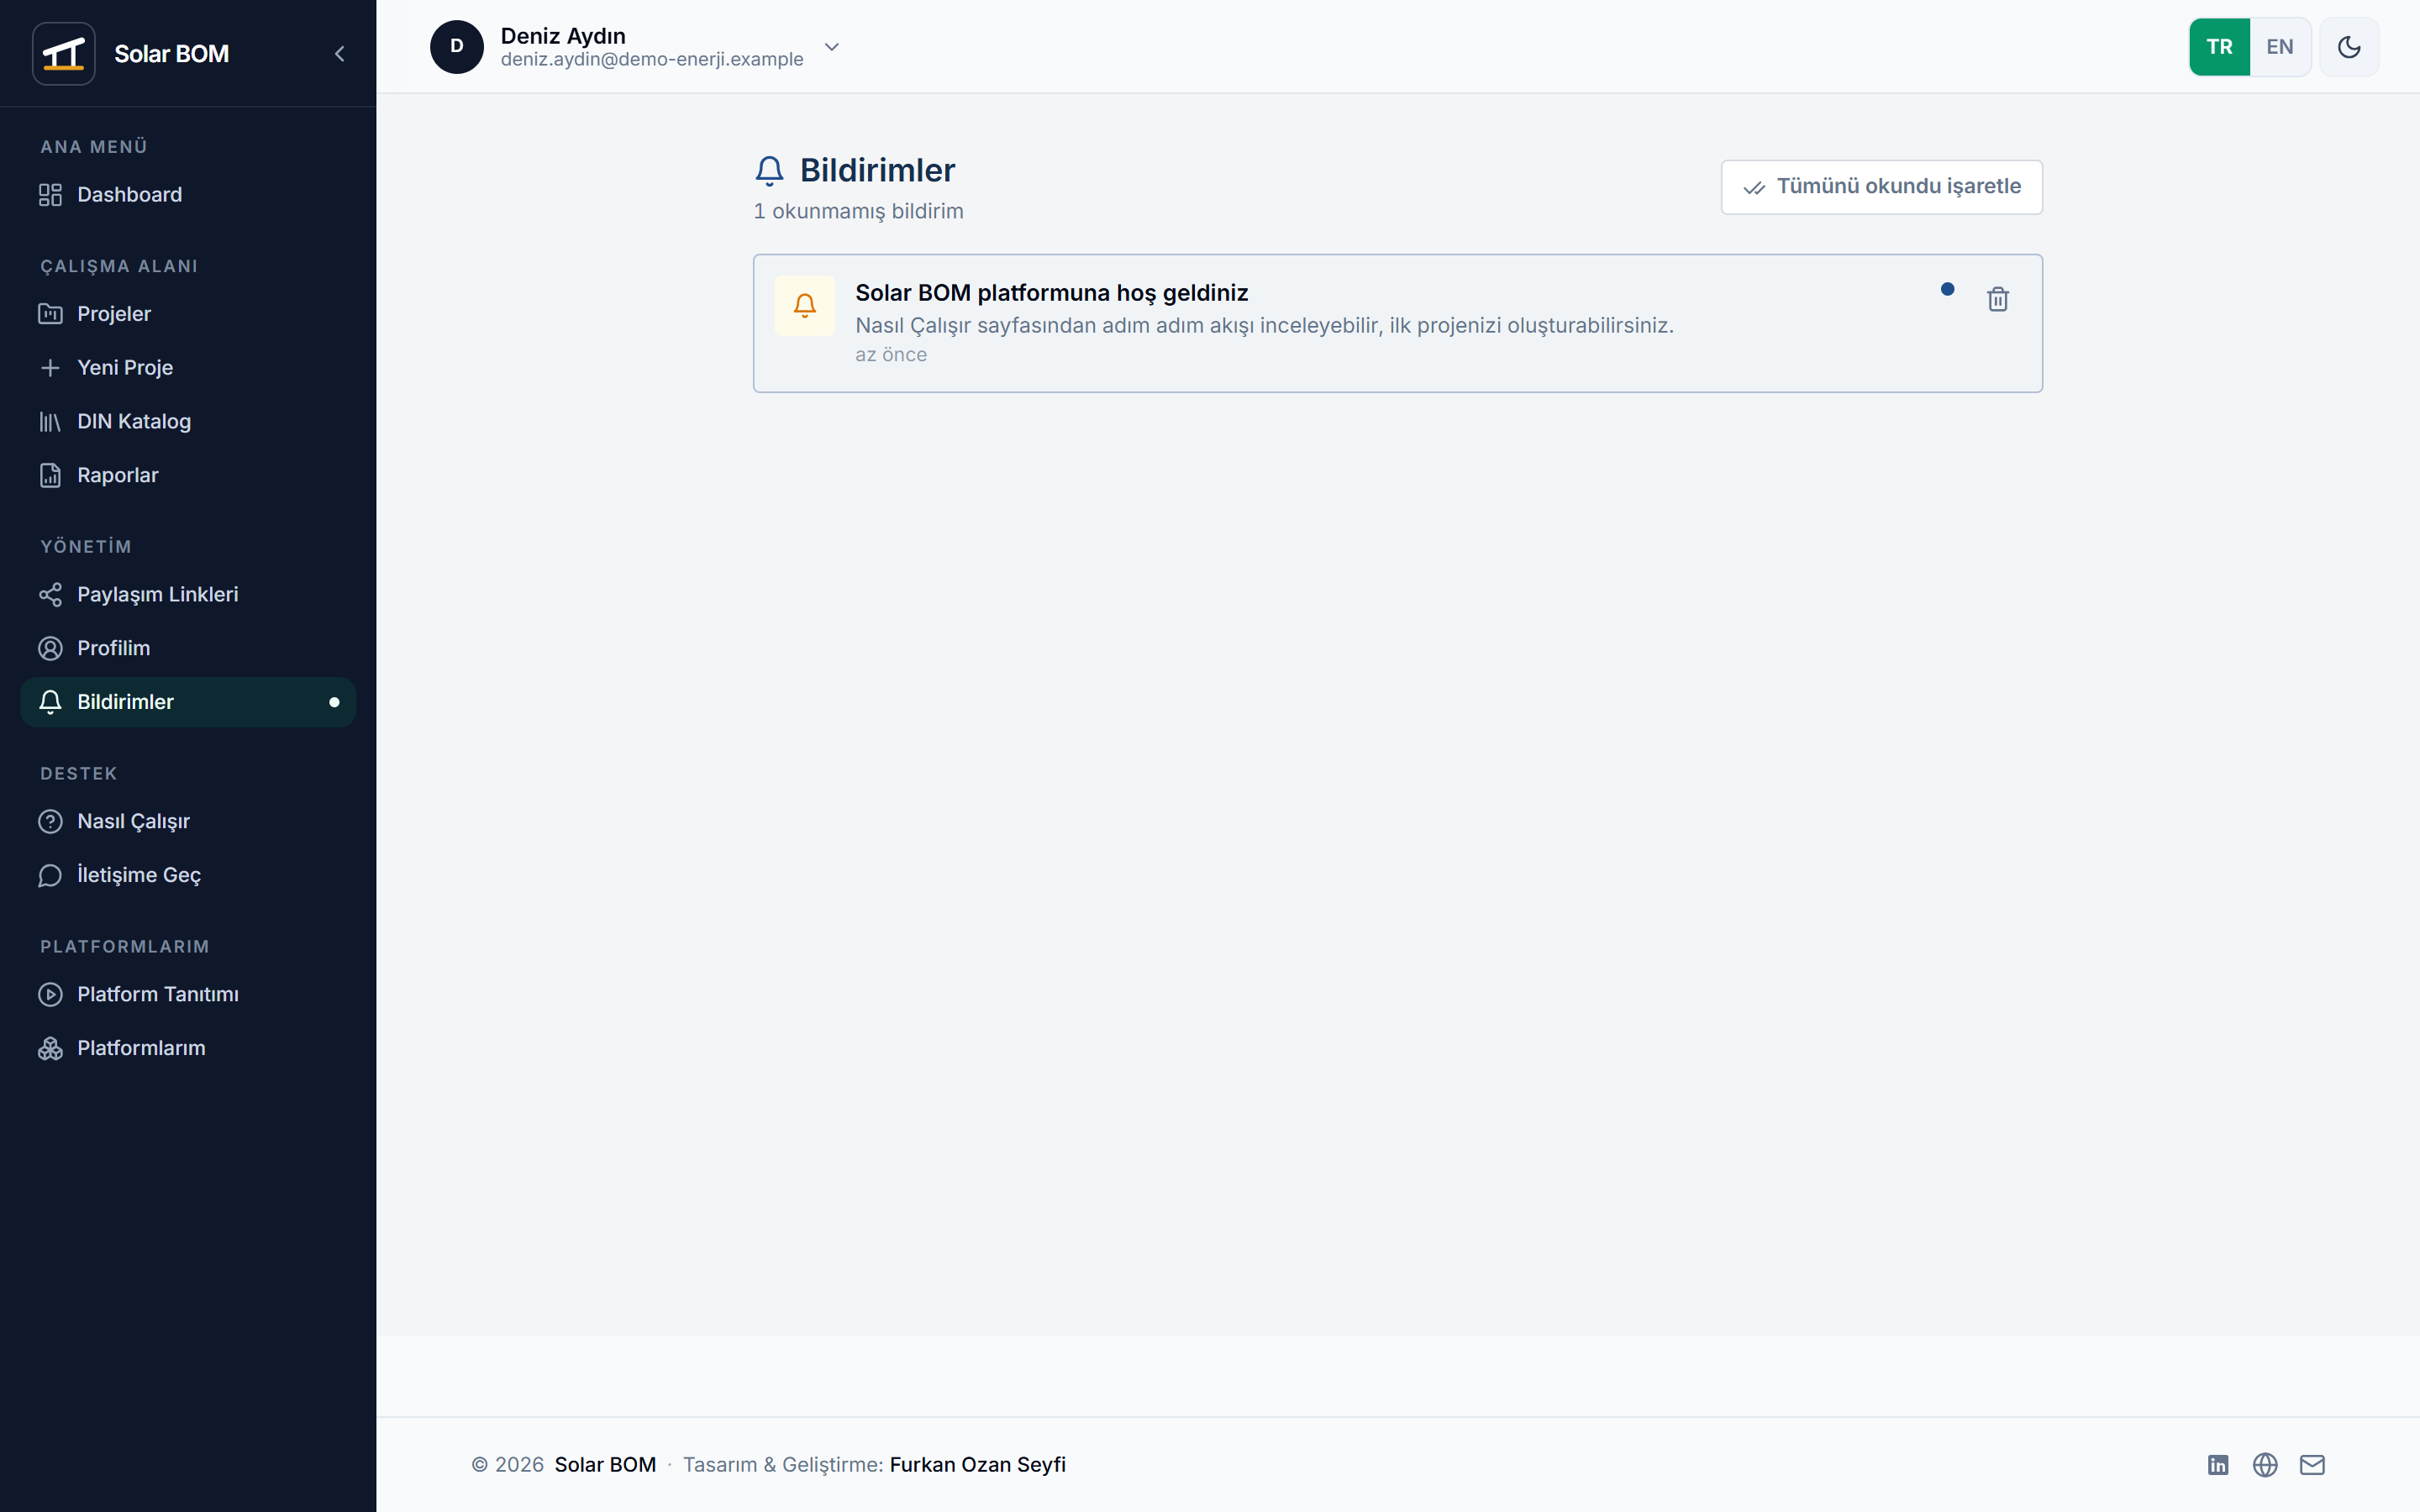 Solar BOM
ANA MENÜ
Dashboard
ÇALIŞMA ALANI
Projeler
Yeni Proje
DIN Katalog
Raporlar
YÖNETİM
Paylaşım Linkleri
Profilim
Bildirimler
DESTEK
Nasıl Çalışır
İletişime Geç
PLATFORMLARIM
Platform Tanıtımı
Platformlarım
D
Deniz Aydın
deniz.aydin@demo-enerji.example
TR EN
Bildirimler
1 okunmamış bildirim
Tümünü okundu işaretle
Solar BOM platformuna hoş geldiniz
Nasıl Çalışır sayfasından adım adım akışı inceleyebilir, ilk projenizi oluşturabilirsiniz.
az önce
© 2026 Solar BOM · Tasarım & Geliştirme: Furkan Ozan Seyfi